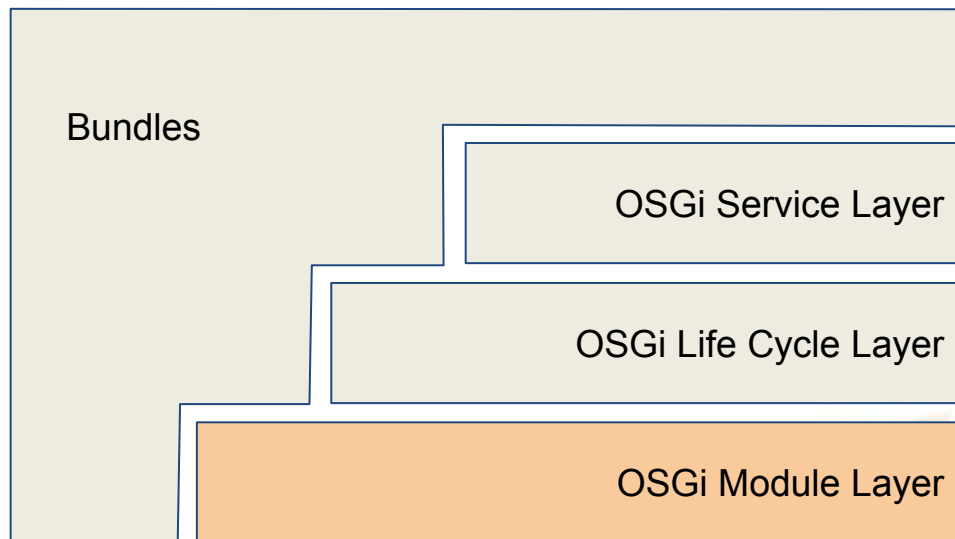 Bundles
OSGi Service Layer
OSGi Life Cycle Layer
OSGi Module Layer